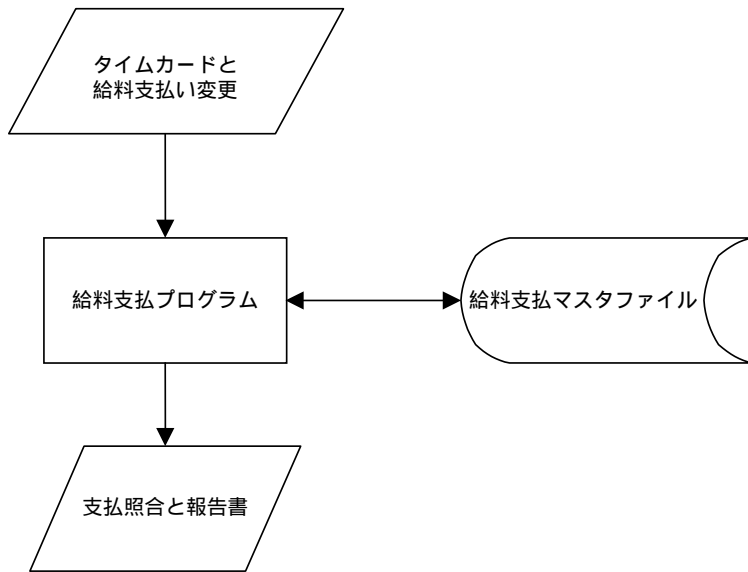 タイムカードと
給料支払い変更
給料支払プログラム
給料支払マスタファイル
支払照合と報告書